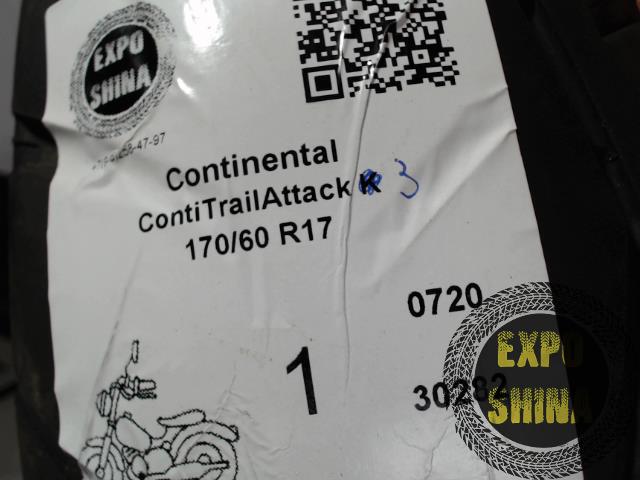 EXPO
SHINA
Continental
ContiTrailAttack K 3
170/60 R17
0720
1
30282
EXPO
SHINA